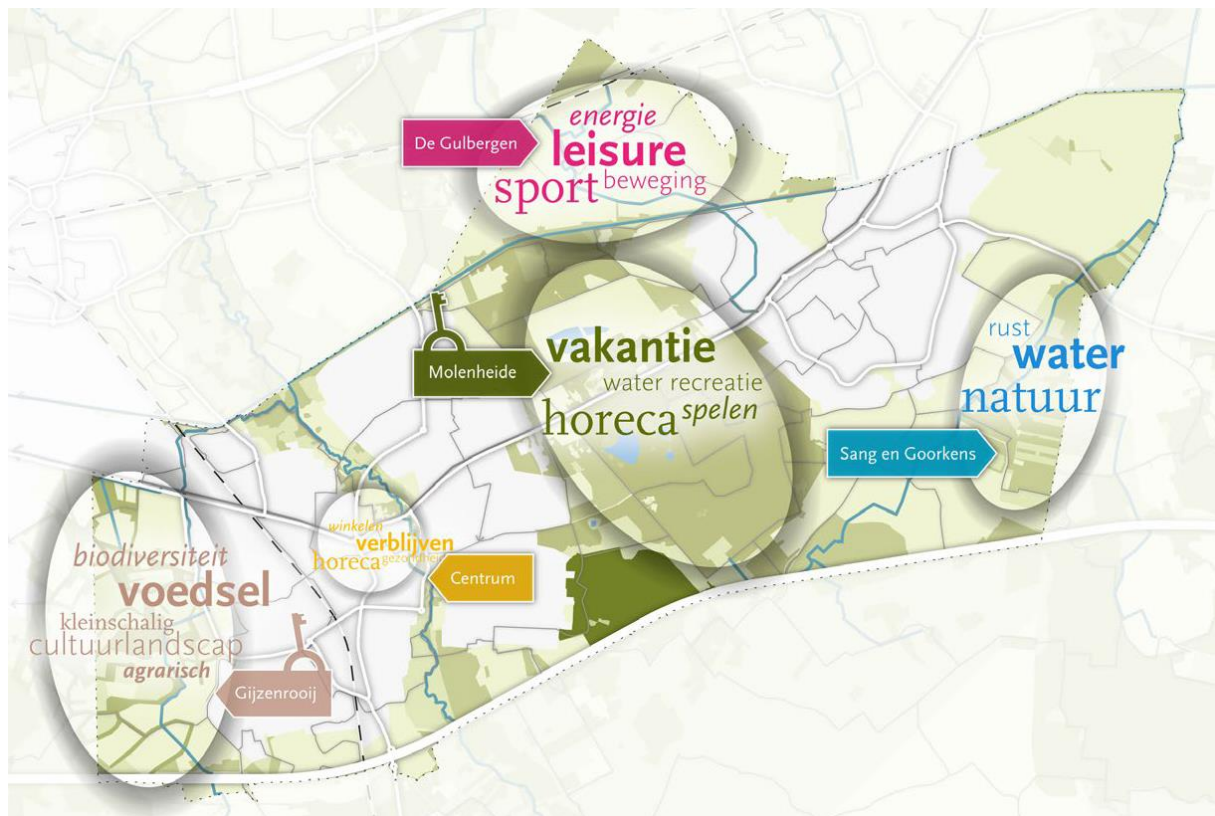 De Gulbergen
energie
leisure
sport beweging
Molenheide
vakantie
water recreatie
horeca spelen
rust
water
natuur
Sang en Goorkens
winkelen
verblijven
horeca gezondheid
Centrum
biodiversiteit
voedsel
kleinschalig
cultuurlandscap
agrarisch
Gijzenrooij